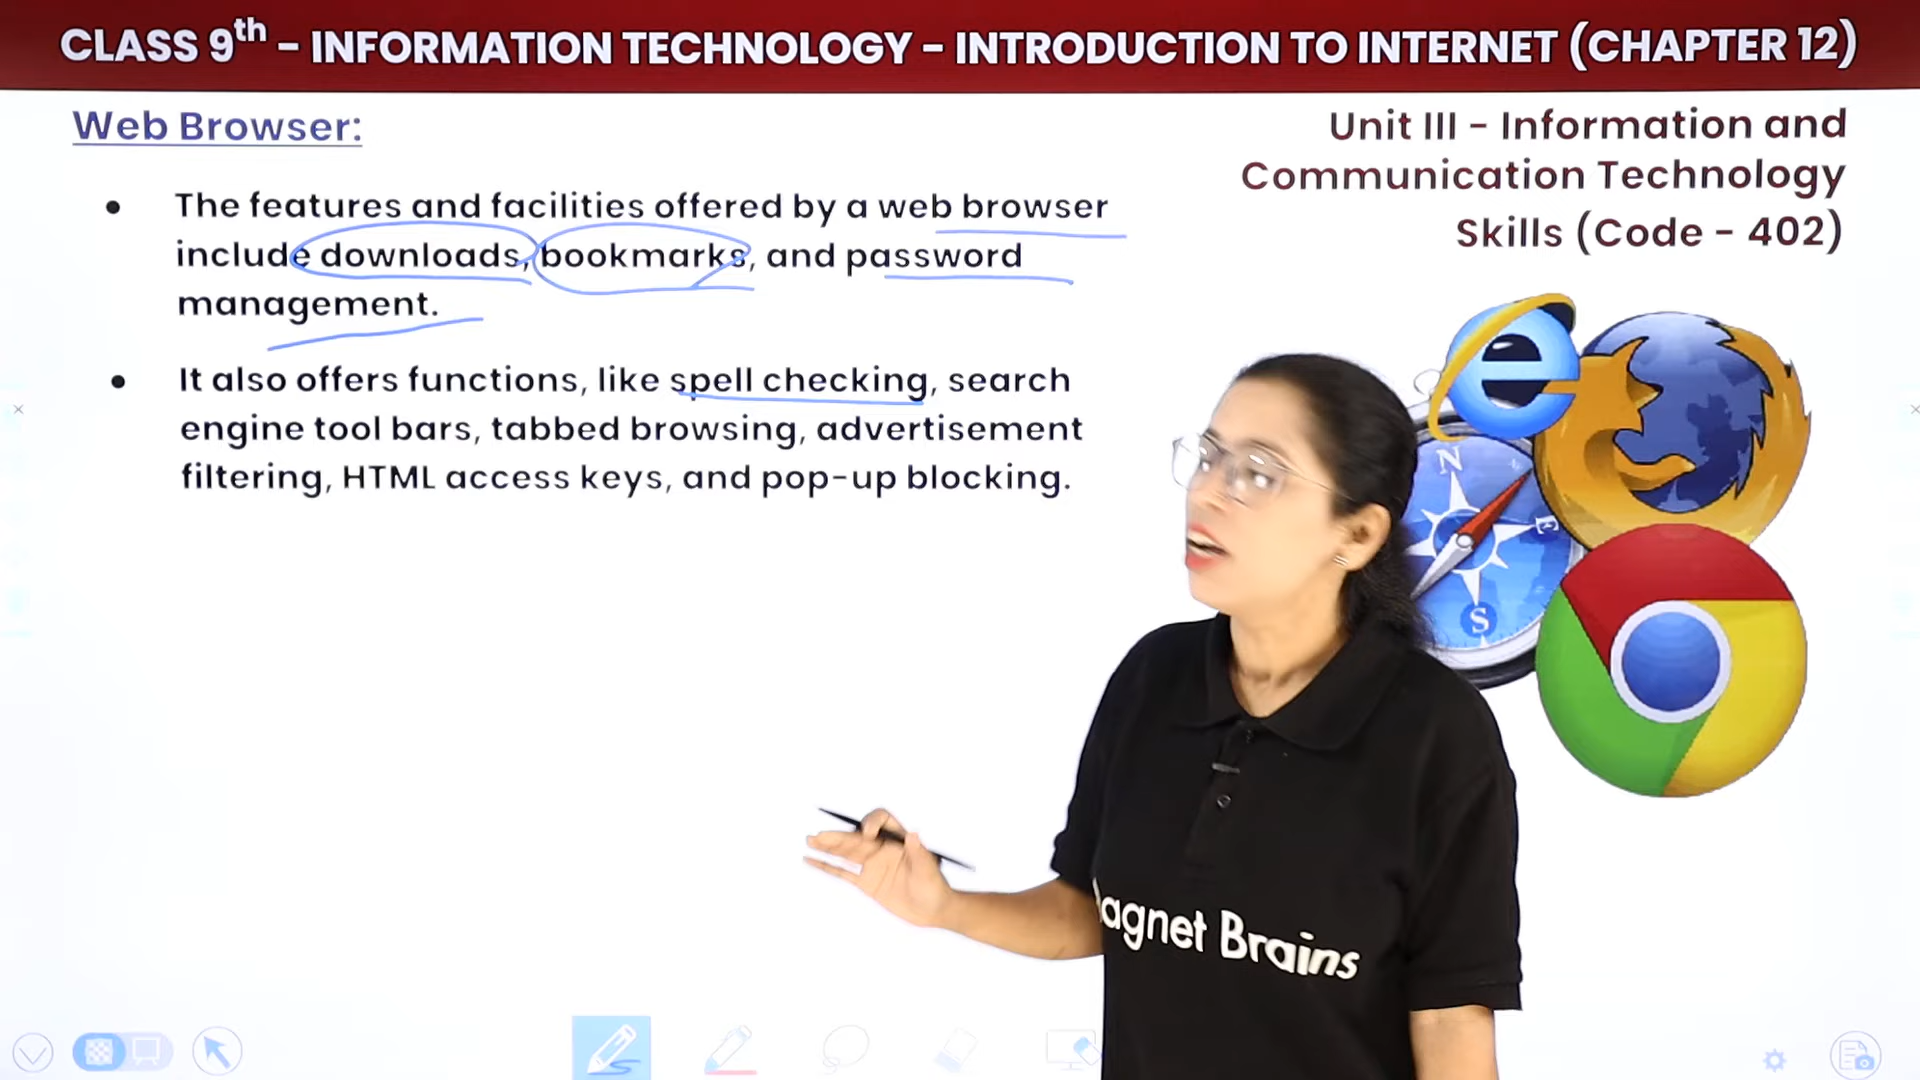 CLASS 9th – INFORMATION TECHNOLOGY – INTRODUCTION TO INTERNET (CHAPTER 12)
Web Browser:
Unit III – Information and
Communication Technology
Skills (Code - 402)
• The features and facilities offered by a web browser
include downloads, bookmarks, and password
management.
• It also offers functions, like spell checking, search
engine tool bars, tabbed browsing, advertisement
filtering, HTML access keys, and pop-up blocking.
N
E
S
agnet Brains